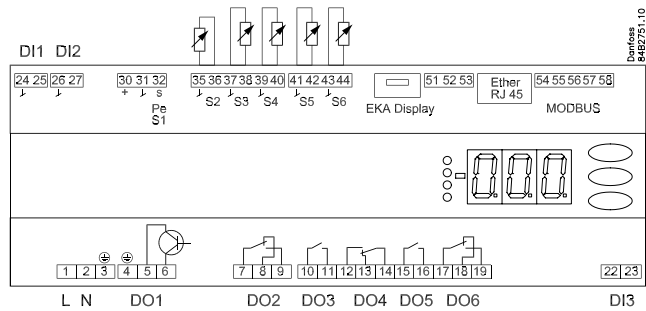 Danfoss
84B2751.10
DI1 DI2
24 25 26 27 30 31 32 35 36 37 38 39 40 41 42 43 44 51 52 53 Ether RJ 45 54 55 56 57 58
+ s S2 S3 S4 S5 S6 EKA Display MODBUS
Pe
S1
1 2 3 4 5 6 7 8 9 10 11 12 13 14 15 16 17 18 19 22 23
L N DO1 DO2 DO3 DO4 DO5 DO6 DI3